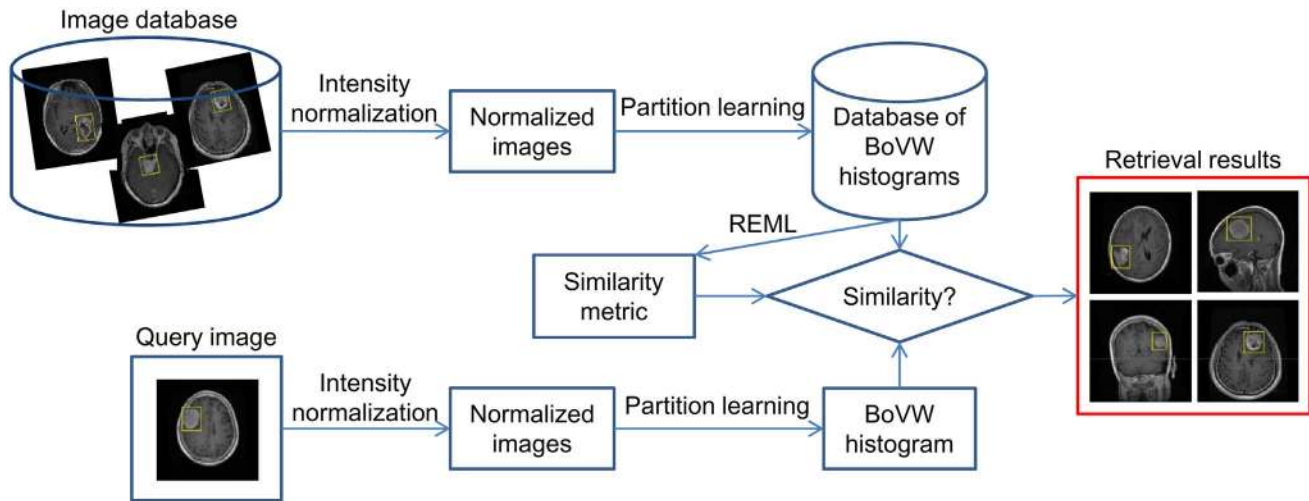 Image database
Intensity
normalization
Normalized
images
Partition learning
Database of
BoVW
histograms
Retrieval results
REML
Similarity
metric
Similarity?
Query image
Intensity
normalization
Normalized
images
Partition learning
BoVW
histogram